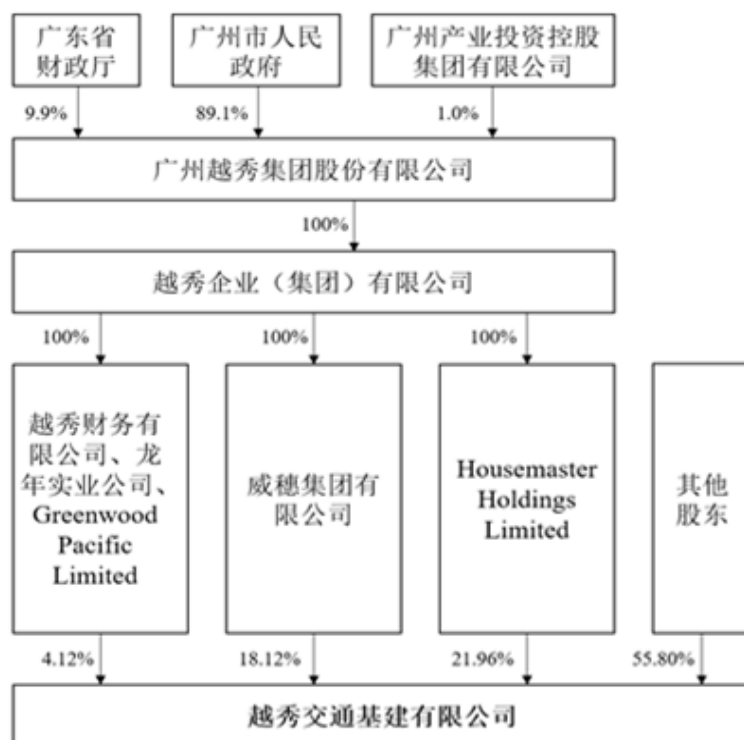 广东省
财政厅
广州市人民
政府
广州产业投资控股
集团有限公司
9.9%
89.1%
1.0%
广州越秀集团股份有限公司
100%
越秀企业（集团）有限公司
100%
100%
100%
越秀财务有
限公司、龙
年实业公司、
Greenwood
Pacific
Limited
威穗集团有
限公司
Housemaster
Holdings
Limited
其他
股东
4.12%
18.12%
21.96%
55.80%
越秀交通基建有限公司